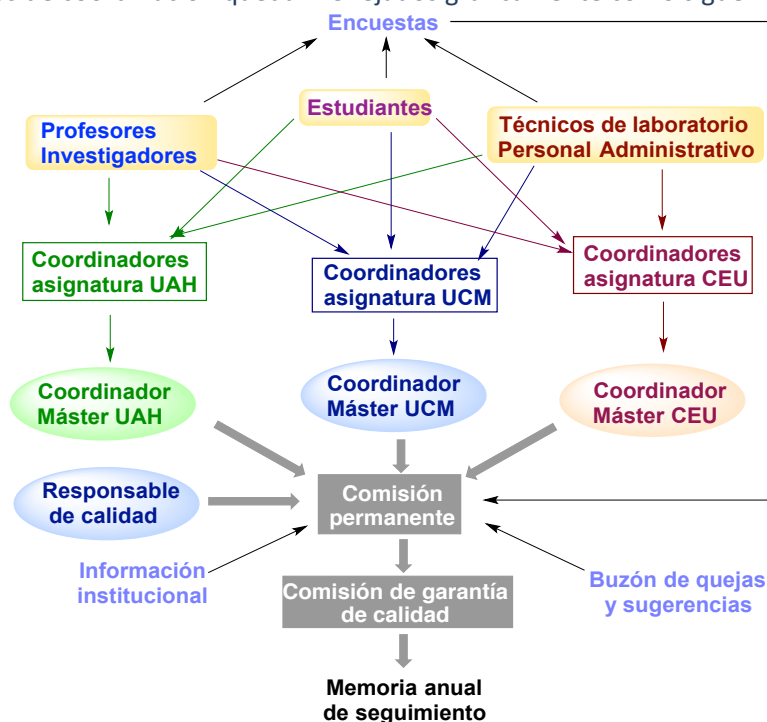 Encuestas
Estudiantes
Profesores
Investigadores
Técnicos de laboratorio
Personal Administrativo
Coordinadores
asignatura UAH
Coordinadores
asignatura UCM
Coordinadores
asignatura CEU
Coordinador
Máster UAH
Coordinador
Máster UCM
Coordinador
Máster CEU
Responsable
de calidad
Comisión
permanente
Información
institucional
Comisión de garantía
de calidad
Buzón de quejas
y sugerencias
Memoria anual
de seguimiento